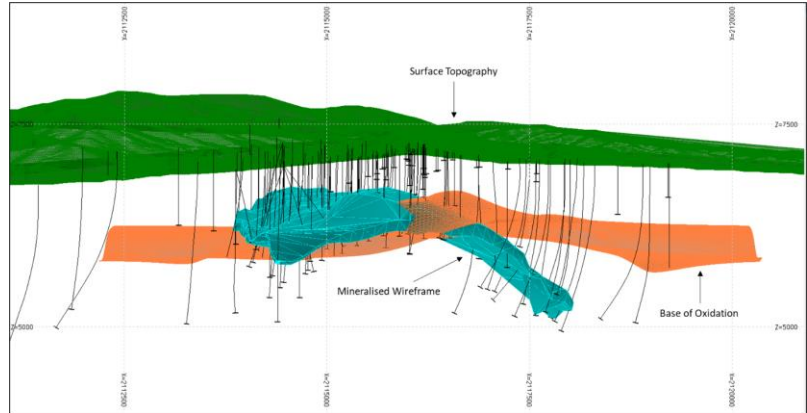 X=2112500
X=2115000
X=2117500
X=2120000
Surface Topography
Z=7500
Z=7500
Mineralised Wireframe
Base of Oxidation
Z=5000
Z=5000
X=2112500
X=2115000
X=2117500
X=2120000